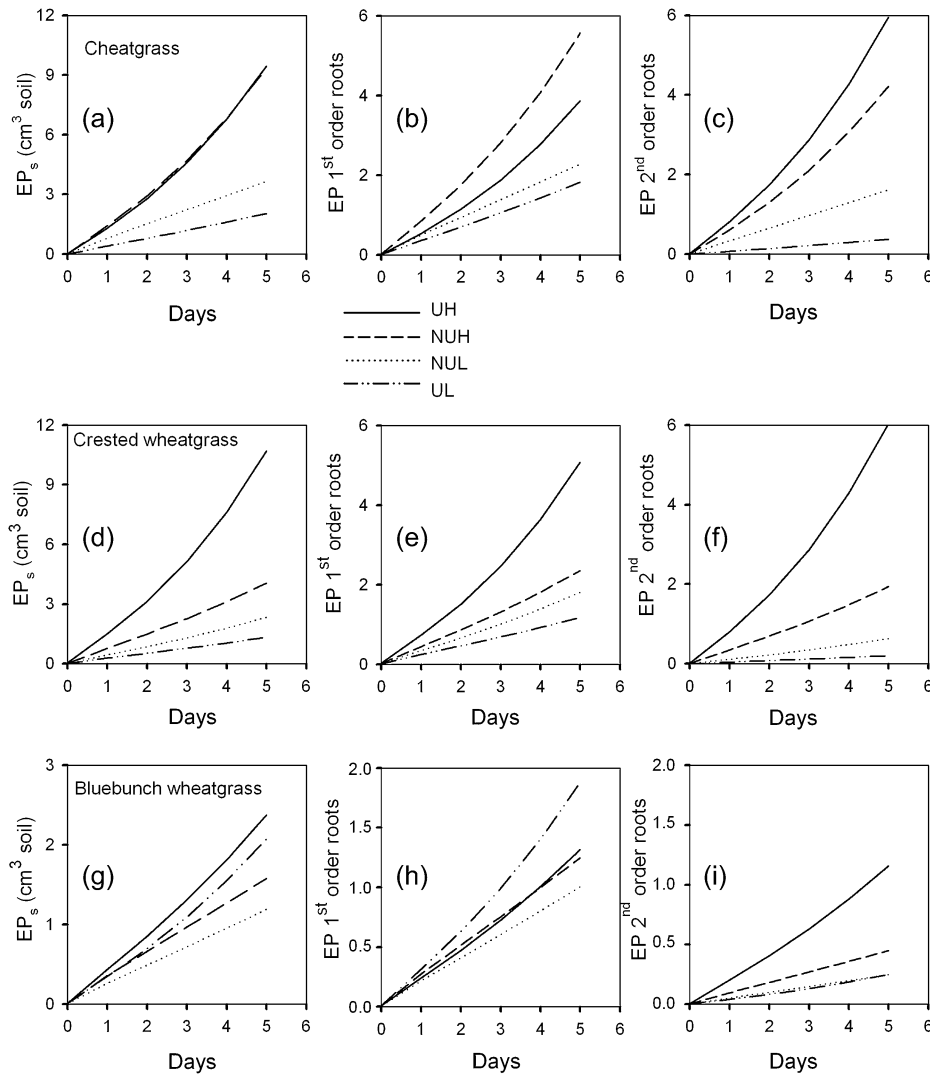 Cheatgrass
(a)
EPs (cm3 soil)
12
9
6
3
0
0 1 2 3 4 5 6
Days
(b)
EP 1st order roots
6
4
2
0
0 1 2 3 4 5 6
Days
(c)
EP 2nd order roots
6
4
2
0
0 1 2 3 4 5 6
Days
UH
NUH
NUL
UL
Crested wheatgrass
(d)
EPs (cm3 soil)
12
9
6
3
0
0 1 2 3 4 5 6
Days
(e)
EP 1st order roots
6
4
2
0
0 1 2 3 4 5 6
Days
(f)
EP 2nd order roots
6
4
2
0
0 1 2 3 4 5 6
Days
Bluebunch wheatgrass
(g)
EPs (cm3 soil)
3
2
1
0
0 1 2 3 4 5 6
Days
(h)
EP 1st order roots
2.0
1.5
1.0
0.5
0.0
0 1 2 3 4 5 6
Days
(i)
EP 2nd order roots
2.0
1.5
1.0
0.5
0.0
0 1 2 3 4 5 6
Days